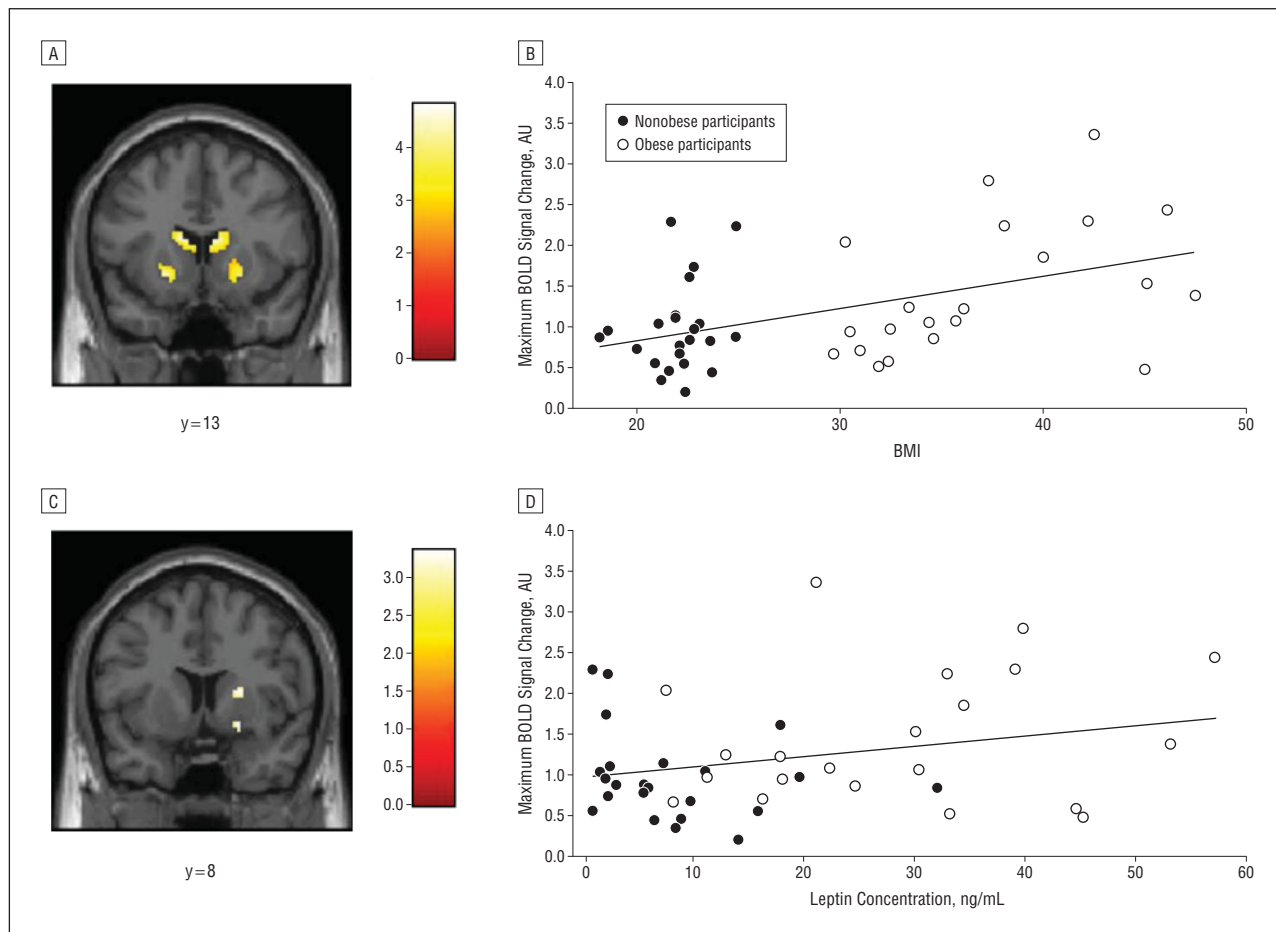 A
4
3
2
1
0
y=13
B
4.0
3.5
3.0
2.5
2.0
1.5
1.0
0.5
0.0
Maximum BOLD Signal Change, AU
Nonobese participants
Obese participants
20 30 40 50
BMI
C
3.0
2.5
2.0
1.5
1.0
0.5
0.0
y=8
D
4.0
3.5
3.0
2.5
2.0
1.5
1.0
0.5
0.0
Maximum BOLD Signal Change, AU
0 10 20 30 40 50 60
Leptin Concentration, ng/mL